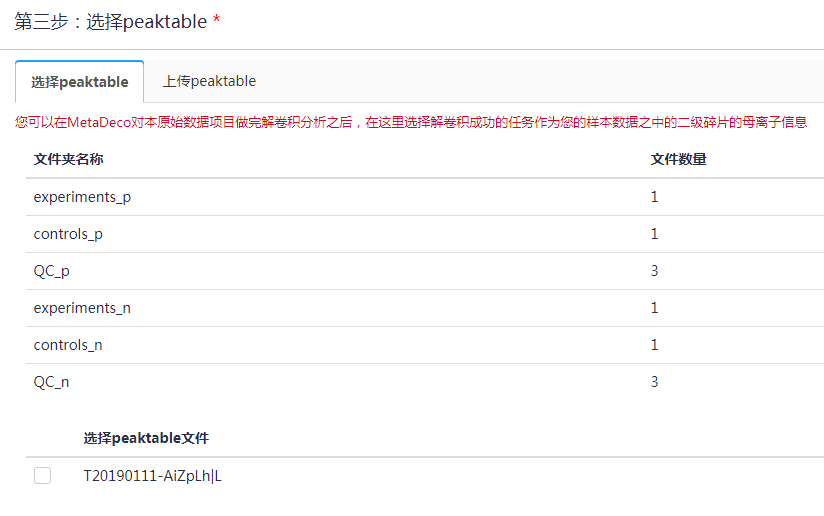 第三步：选择peaktable *
选择peaktable 上传peaktable
您可以在MetaDeco对本原始数据项目做完解卷积分析之后，在这里选择解卷积成功的任务作为您的样本数据之中的二级碎片的母离子信息
文件夹名称 文件数量
experiments_p 1
controls_p 1
QC_p 3
experiments_n 1
controls_n 1
QC_n 3
选择peaktable文件
T20190111-AiZpLh|L